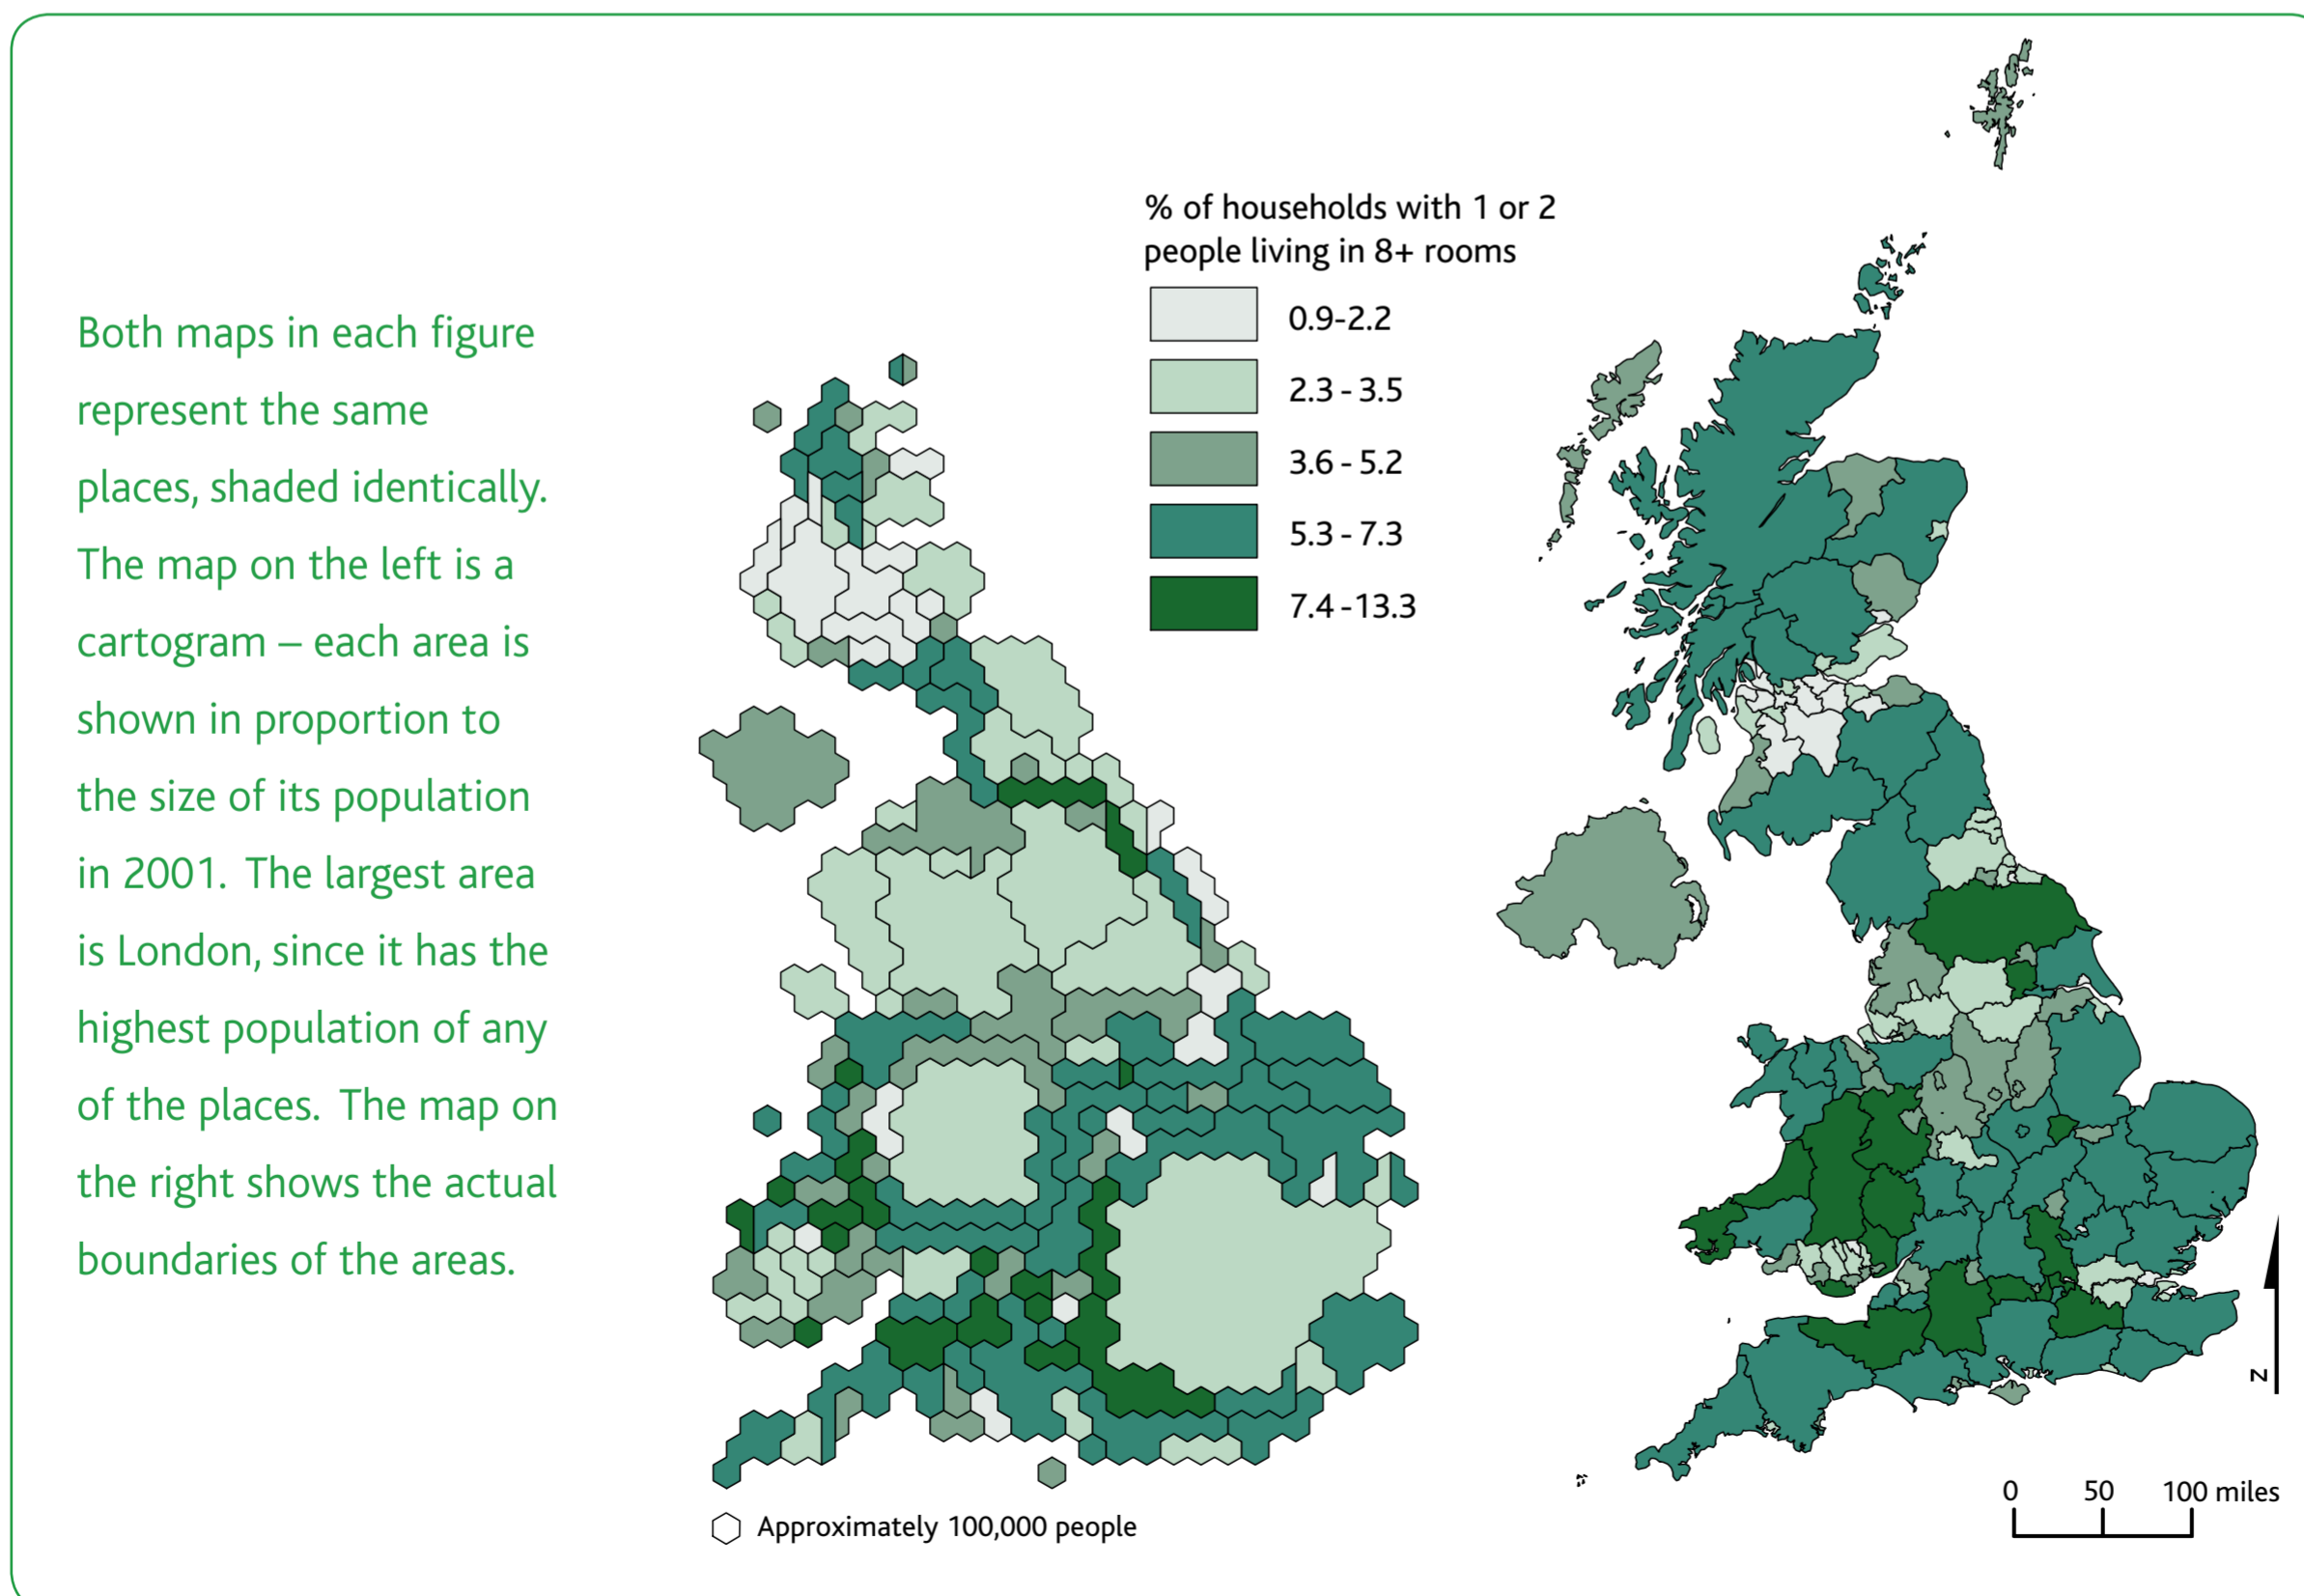 Both maps in each figure
represent the same
places, shaded identically.
The map on the left is a
cartogram – each area is
shown in proportion to
the size of its population
in 2001. The largest area
is London, since it has the
highest population of any
of the places. The map on
the right shows the actual
boundaries of the areas.
% of households with 1 or 2
people living in 8+ rooms
0.9-2.2
2.3 - 3.5
3.6 - 5.2
5.3 - 7.3
7.4 - 13.3
Approximately 100,000 people
N
0 50 100 miles